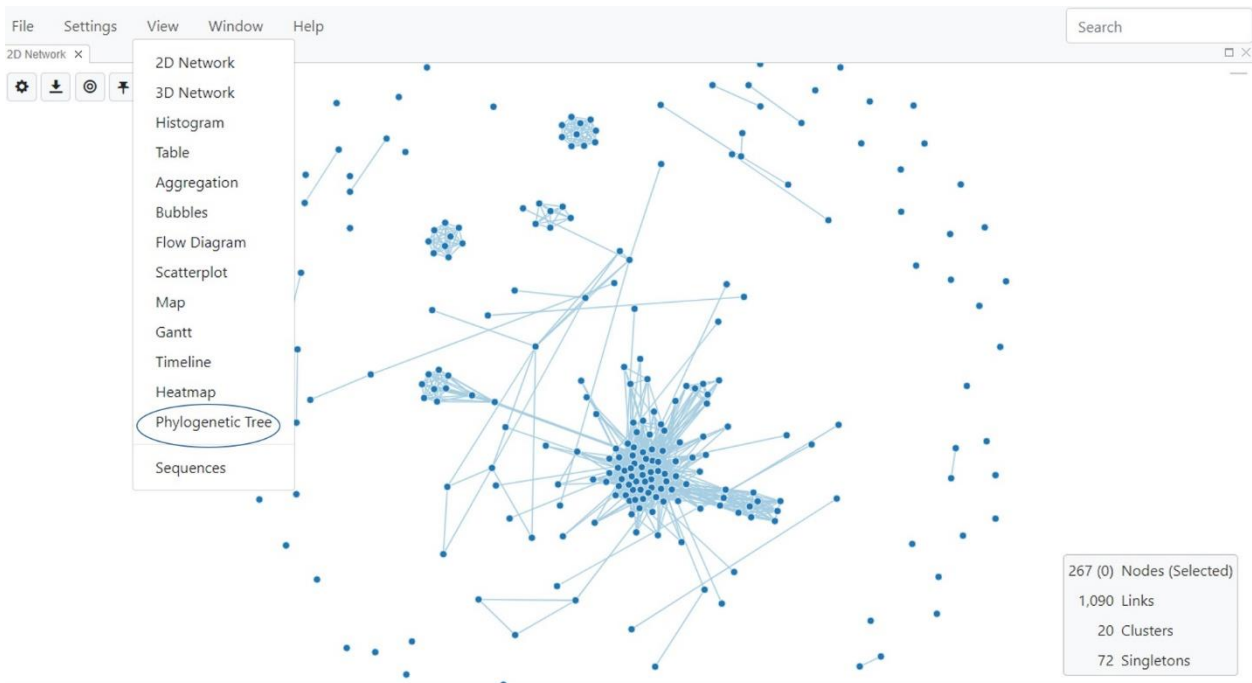 File Settings View Window Help Search
2D Network ×
2D Network
3D Network
Histogram
Table
Aggregation
Bubbles
Flow Diagram
Scatterplot
Map
Gantt
Timeline
Heatmap
Phylogenetic Tree
Sequences
267 (0) Nodes (Selected)
1,090 Links
20 Clusters
72 Singletons